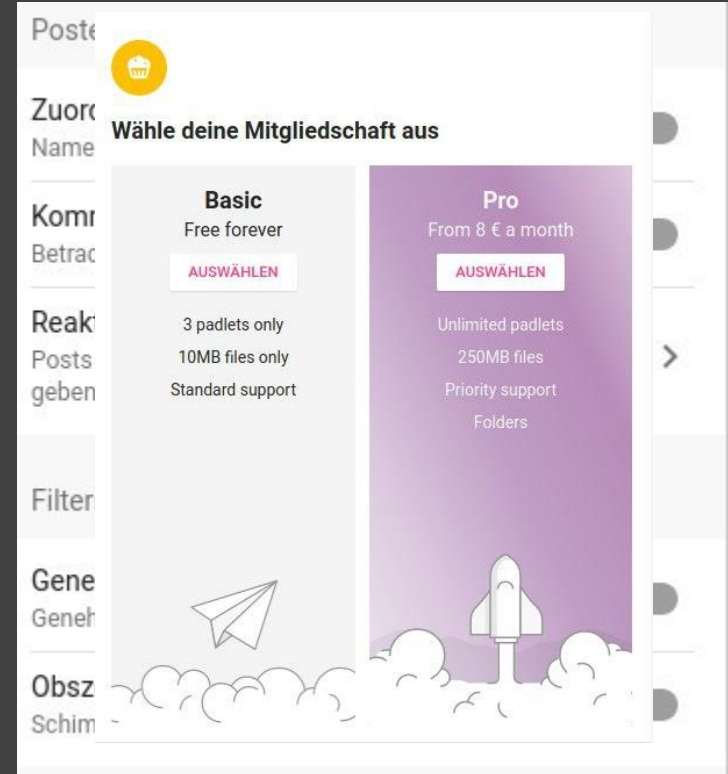 Poste
Zuord
Name
Komm
Betrac
Reakt
Posts
geben
Filter
Gene
Geneh
Obsz
Schim
Wähle deine Mitgliedschaft aus
Basic
Free forever
AUSWÄHLEN
3 padlets only
10MB files only
Standard support
Pro
From 8 € a month
AUSWÄHLEN
Unlimited padlets
250MB files
Priority support
Folders